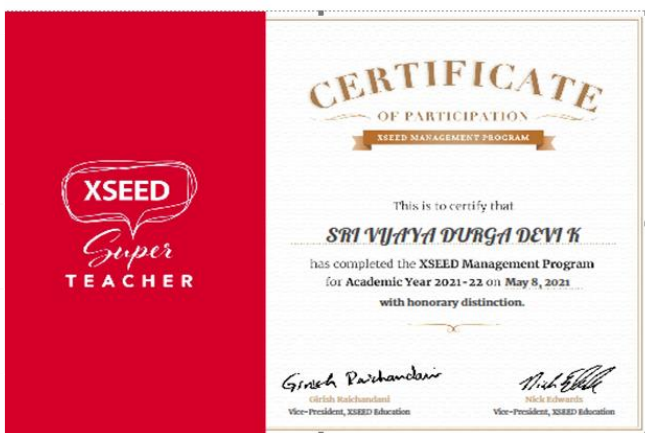 XSEED
Super
TEACHER
CERTIFICATE
OF PARTICIPATION
XSEED MANAGEMENT PROGRAM
This is to certify that
SRI VIJAYA DURGA DEVI K
has completed the XSEED Management Program
for Academic Year 2021-22 on May 8, 2021
with honorary distinction.
Girish Raichandani
Girish Raichandani
Vice-President, XSEED Education
Nick Edwards
Vice-President, XSEED Education